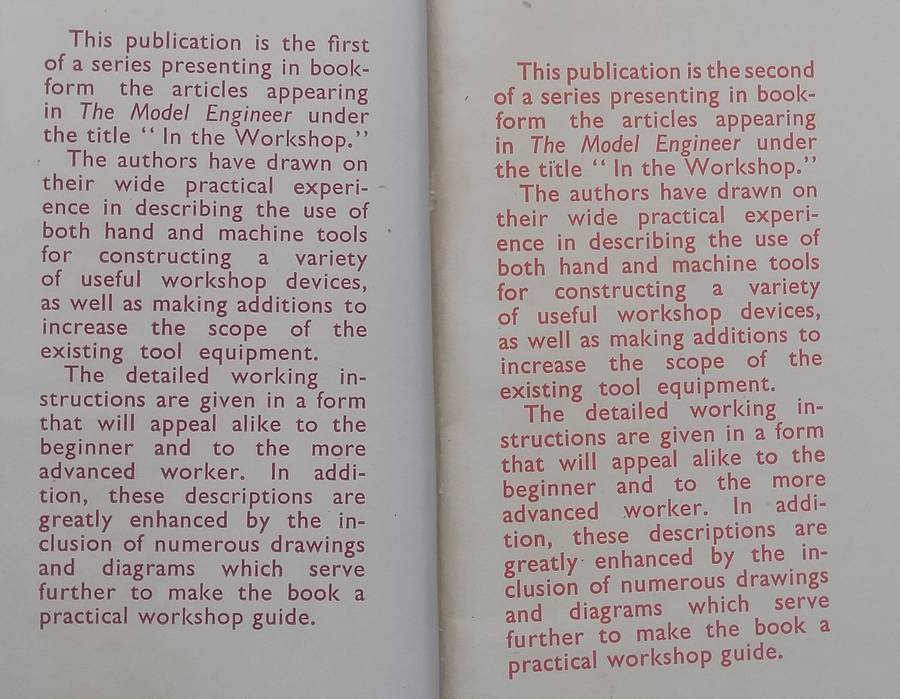 This publication is the first
of a series presenting in book-
form the articles appearing
in The Model Engineer under
the title “ In the Workshop.”
The authors have drawn on
their wide practical experi-
ence in describing the use of
both hand and machine tools
for constructing a variety
of useful workshop devices,
as well as making additions to
increase the scope of the
existing tool equipment.
The detailed working in-
structions are given in a form
that will appeal alike to the
beginner and to the more
advanced worker. In addi-
tion, these descriptions are
greatly enhanced by the in-
clusion of numerous drawings
and diagrams which serve
further to make the book a
practical workshop guide.
This publication is the second
of a series presenting in book-
form the articles appearing
in The Model Engineer under
the title “ In the Workshop.”
The authors have drawn on
their wide practical experi-
ence in describing the use of
both hand and machine tools
for constructing a variety
of useful workshop devices,
as well as making additions to
increase the scope of the
existing tool equipment.
The detailed working in-
structions are given in a form
that will appeal alike to the
beginner and to the more
advanced worker. In addi-
tion, these descriptions are
greatly enhanced by the in-
clusion of numerous drawings
and diagrams which serve
further to make the book a
practical workshop guide.